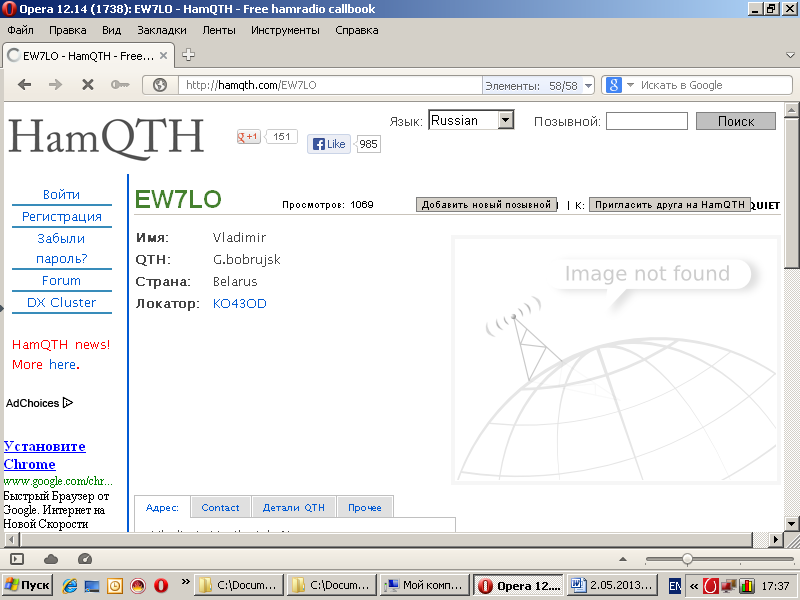 Opera 12.14 (1738): EW7LO - HamQTH - Free hamradio callbook
Файл Правка Вид Закладки Ленты Инструменты Справка
EW7LO - HamQTH - Free...
http://hamqth.com/EW7LO Элементы: 58/58 Искать в Google
HamQTH +1 151 Like 985 Язык: Russian Позывной: Поиск
Войти
Регистрация
Забыли
пароль?
Forum
DX Cluster
HamQTH news!
More here.
AdChoices
Установите
Chrome
www.google.com/chr...
Быстрый Браузер от
Google. Интернет на
Новой Скорости
EW7LO Просмотров: 1069 Добавить новый позывной | К: Пригласить друга на HamQTH QUIET
Имя: Vladimir
QTH: G.bobrujsk
Страна: Belarus
Локатор: KO43OD
Image not found
Адрес: Contact Детали QTH Прочее
Пуск C:\Docum... C:\Docum... Мой комп... Opera 12.... 2.05.2013... EN 17:37